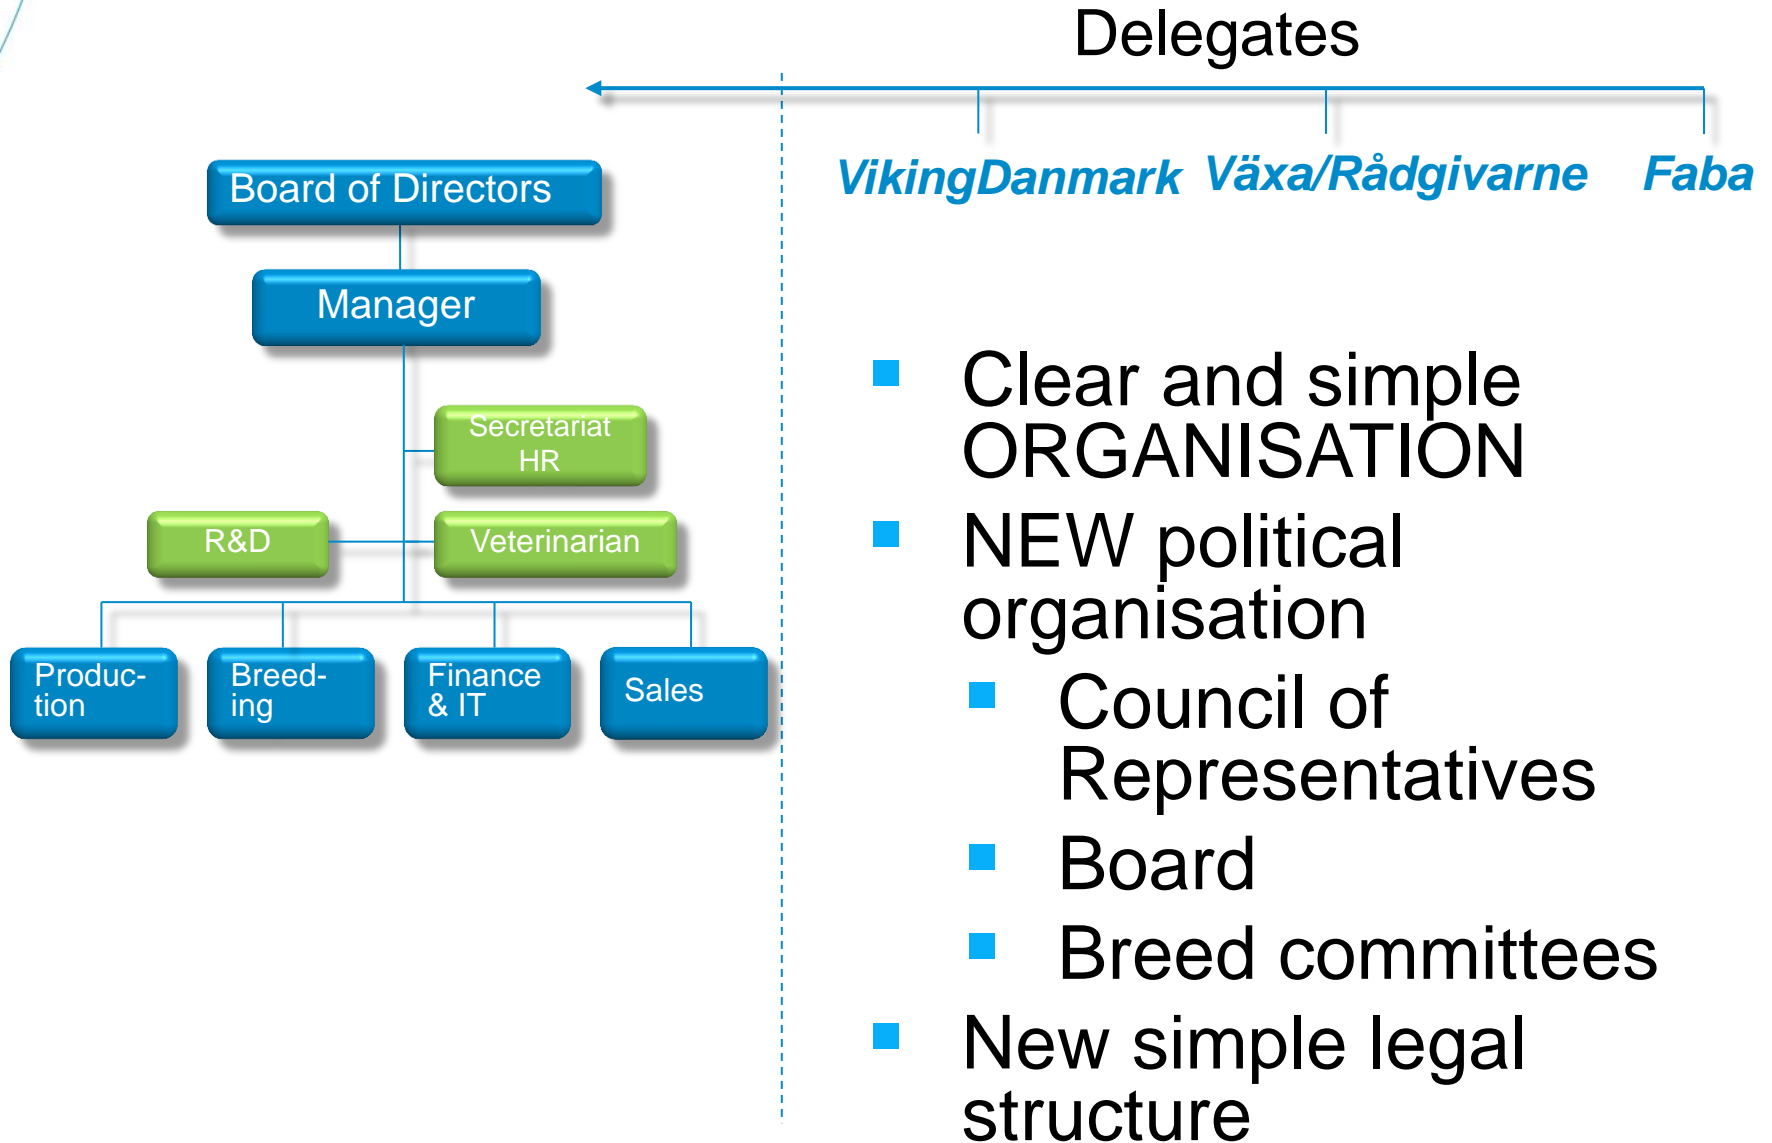 Delegates
VikingDanmark
Växa/Rådgivarne
Faba
Board of Directors
Manager
Secretariat
HR
R&D
Veterinarian
Produc-
tion
Breed-
ing
Finance
& IT
Sales
Clear and simple
ORGANISATION
NEW political
organisation
Council of
Representatives
Board
Breed committees
New simple legal
structure